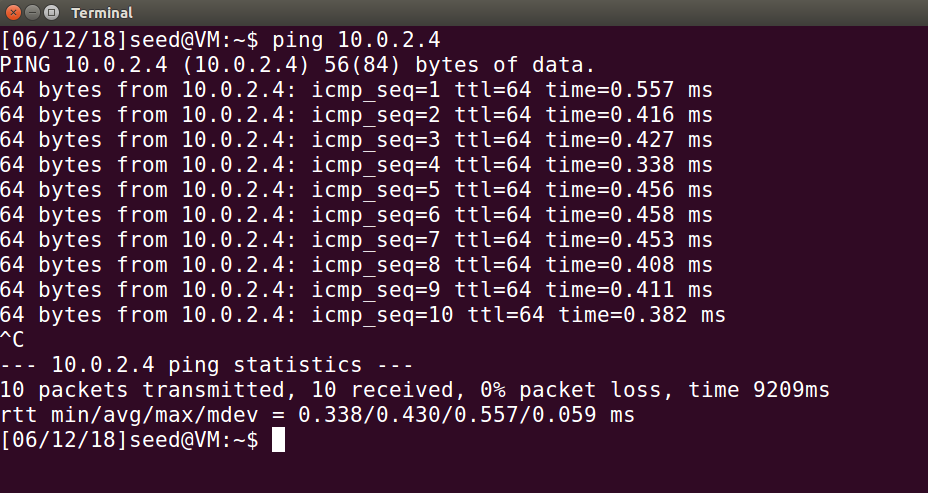 Terminal
[06/12/18]seed@VM:~$ ping 10.0.2.4
PING 10.0.2.4 (10.0.2.4) 56(84) bytes of data.
64 bytes from 10.0.2.4: icmp_seq=1 ttl=64 time=0.557 ms
64 bytes from 10.0.2.4: icmp_seq=2 ttl=64 time=0.416 ms
64 bytes from 10.0.2.4: icmp_seq=3 ttl=64 time=0.427 ms
64 bytes from 10.0.2.4: icmp_seq=4 ttl=64 time=0.338 ms
64 bytes from 10.0.2.4: icmp_seq=5 ttl=64 time=0.456 ms
64 bytes from 10.0.2.4: icmp_seq=6 ttl=64 time=0.458 ms
64 bytes from 10.0.2.4: icmp_seq=7 ttl=64 time=0.453 ms
64 bytes from 10.0.2.4: icmp_seq=8 ttl=64 time=0.408 ms
64 bytes from 10.0.2.4: icmp_seq=9 ttl=64 time=0.411 ms
64 bytes from 10.0.2.4: icmp_seq=10 ttl=64 time=0.382 ms
^C
--- 10.0.2.4 ping statistics ---
10 packets transmitted, 10 received, 0% packet loss, time 9209ms
rtt min/avg/max/mdev = 0.338/0.430/0.557/0.059 ms
[06/12/18]seed@VM:~$